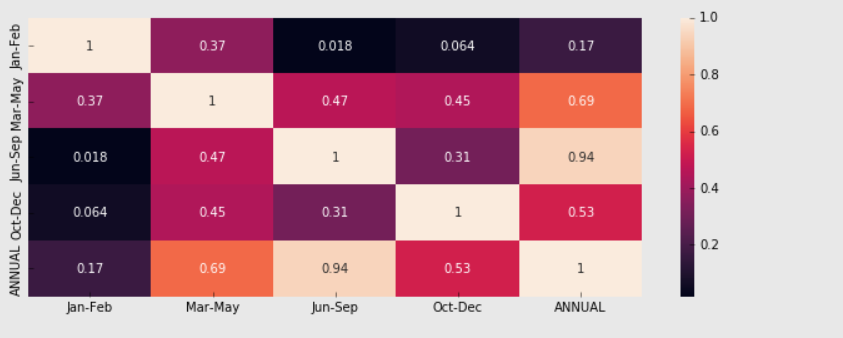 Jan-Feb 1 0.37 0.018 0.064 0.17
Mar-May 0.37 1 0.47 0.45 0.69
Jun-Sep 0.018 0.47 1 0.31 0.94
Oct-Dec 0.064 0.45 0.31 1 0.53
ANNUAL 0.17 0.69 0.94 0.53 1
Jan-Feb Mar-May Jun-Sep Oct-Dec ANNUAL
1.0
0.8
0.6
0.4
0.2